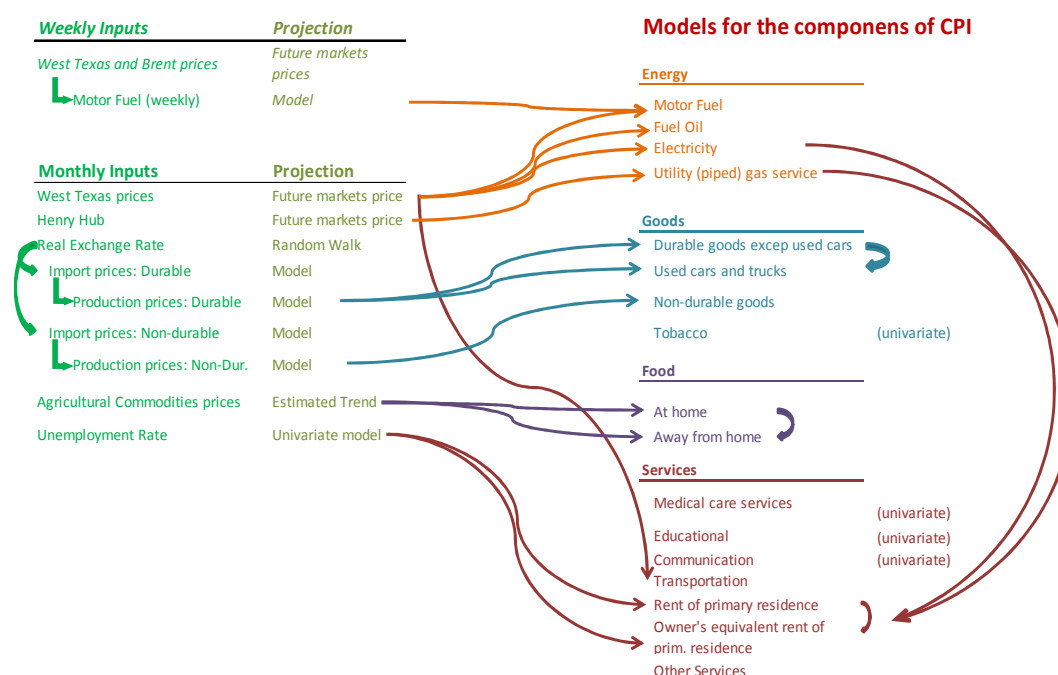 Weekly Inputs Projection
West Texas and Brent prices Future markets
prices
Motor Fuel (weekly) Model
Monthly Inputs Projection
West Texas prices Future markets price
Henry Hub Future markets price
Real Exchange Rate Random Walk
Import prices: Durable Model
Production prices: Durable Model
Import prices: Non-durable Model
Production prices: Non-Dur. Model
Agricultural Commodities prices Estimated Trend
Unemployment Rate Univariate model
Models for the componens of CPI
Energy
Motor Fuel
Fuel Oil
Electricity
Utility (piped) gas service
Goods
Durable goods excep used cars
Used cars and trucks
Non-durable goods
Tobacco (univariate)
Food
At home
Away from home
Services
Medical care services (univariate)
Educational (univariate)
Communication (univariate)
Transportation
Rent of primary residence
Owner's equivalent rent of
prim. residence
Other Services